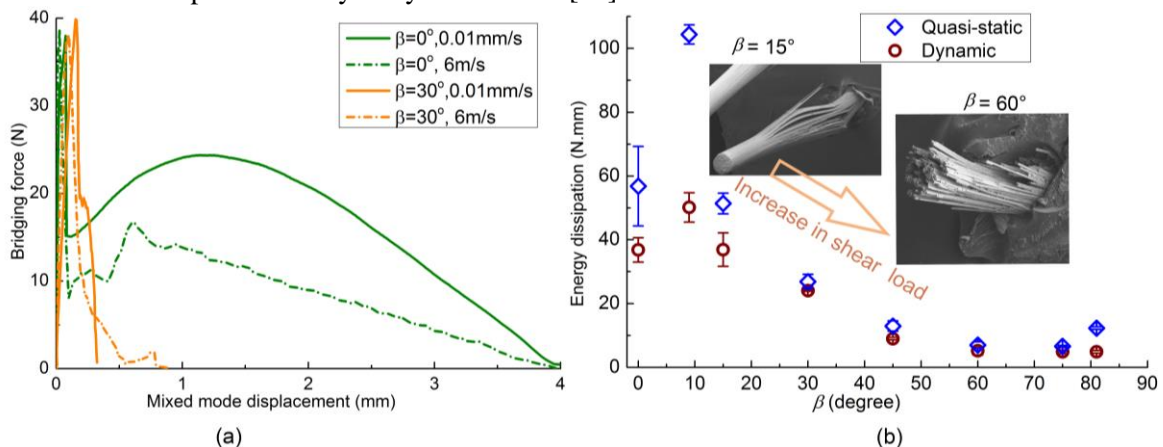 40
30
20
10
0
Bridging force (N)
0 1 2 3 4
Mixed mode displacement (mm)
β=0°,0.01mm/s
β=0°, 6m/s
β=30°,0.01mm/s
β=30°, 6m/s
(a)
100
80
60
40
20
0
Energy dissipation (N.mm)
0 10 20 30 40 50 60 70 80 90
β (degree)
Quasi-static
Dynamic
β = 15°
β = 60°
Increase in shear
load
(b)